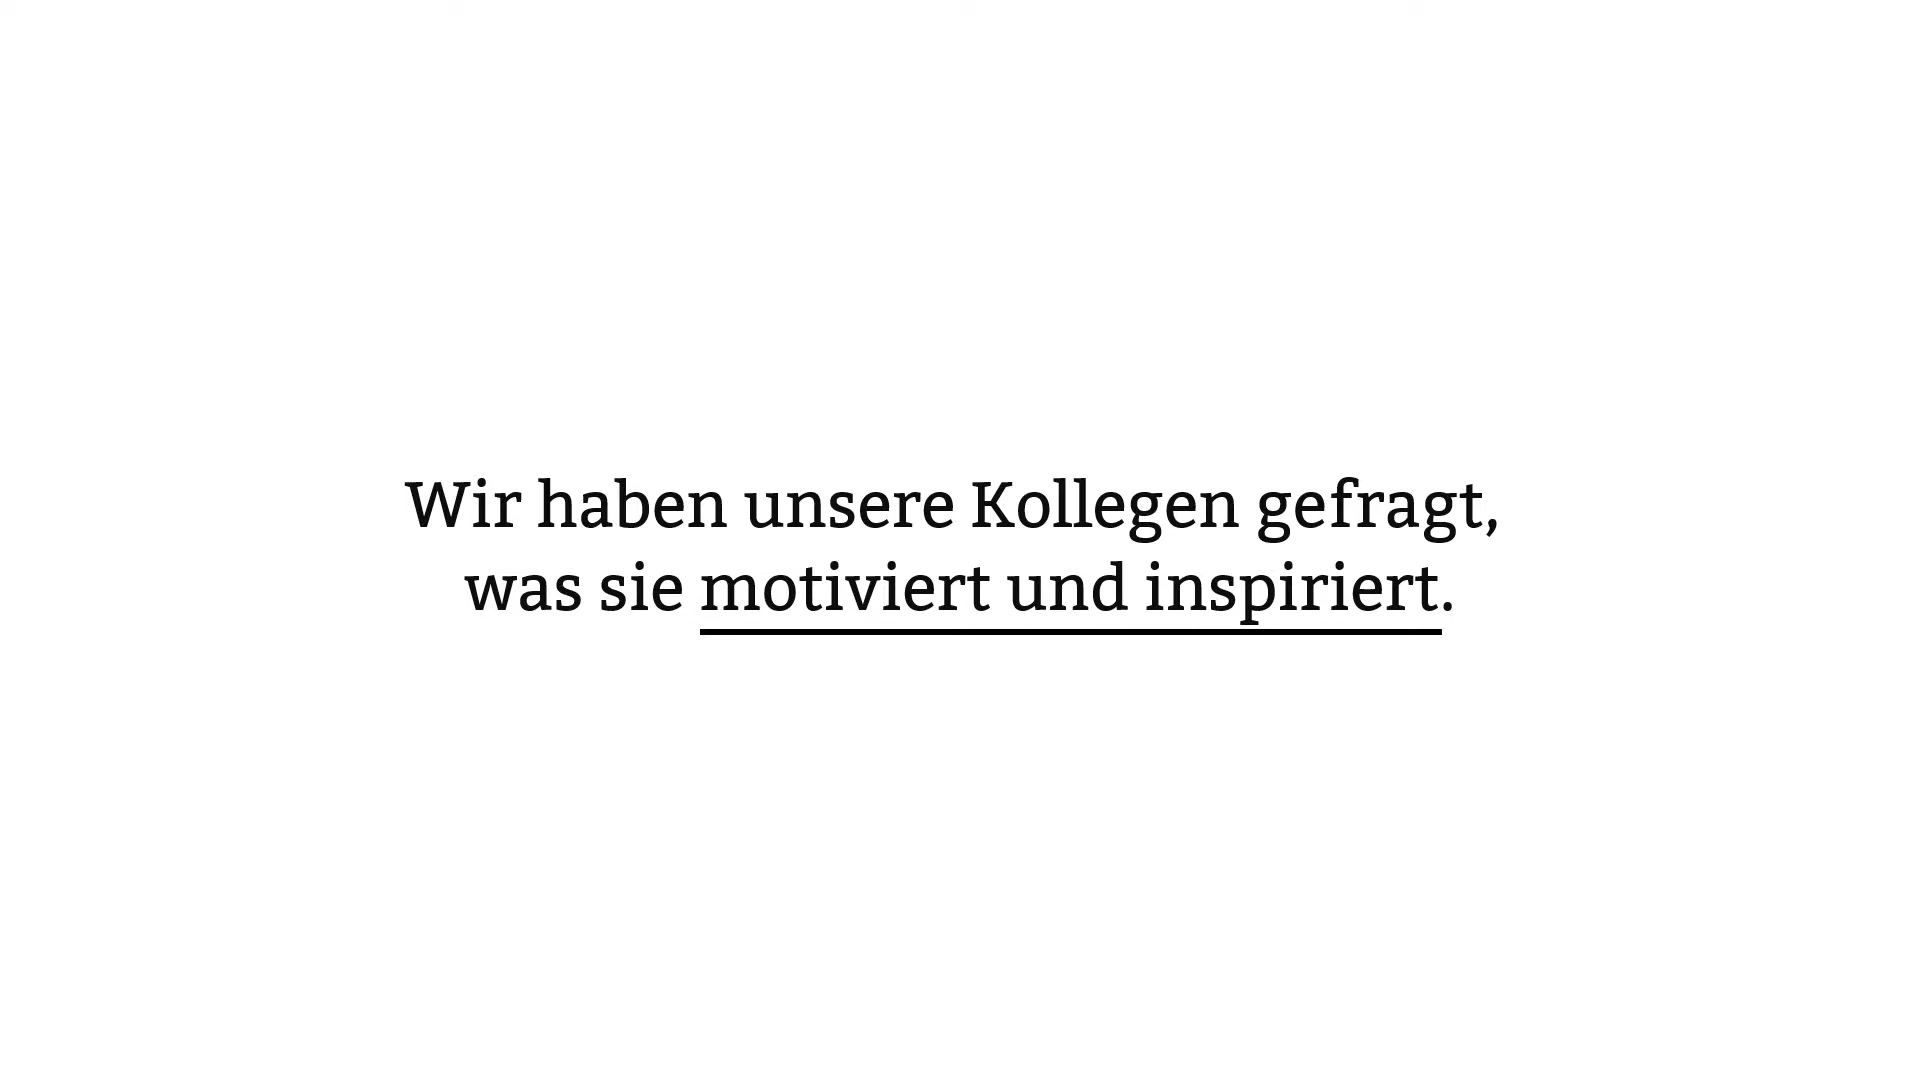 Wir haben unsere Kollegen gefragt,
was sie motiviert und inspiriert.